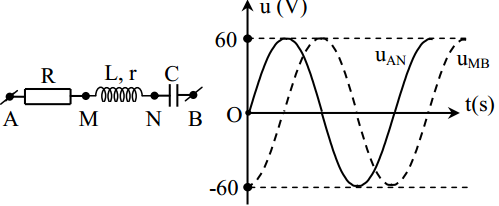 R L, r C
A M N B
u (V)
60
u_AN
u_MB
O
t(s)
-60